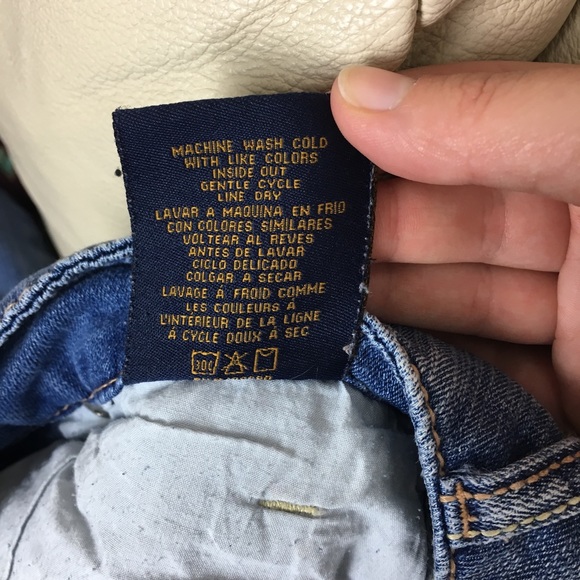 MACHINE WASH COLD
WITH LIKE COLORS
INSIDE OUT
GENTLE CYCLE
LINE DRY
LAVAR A MAQUINA EN FRIO
CON COLORES SIMILARES
VOLTEAR AL REVES
ANTES DE LAVAR
CICLO DELICADO
COLGAR A SECAR
LAVAGE À FROID COMME
LES COULEURS À
L'INTÉRIEUR DE LA LIGNE
À CYCLE DOUX À SEC
30C